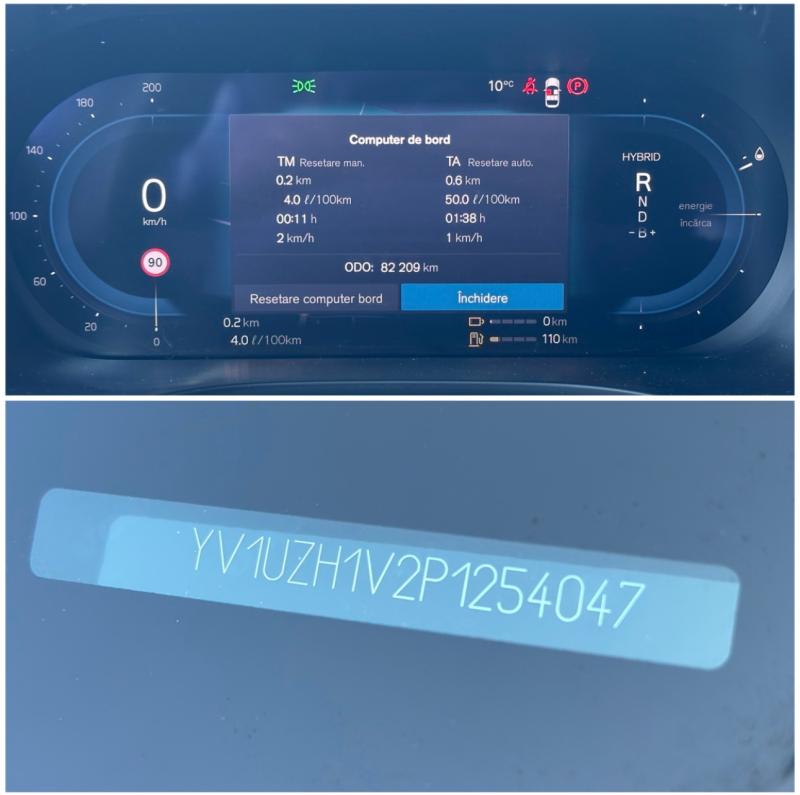 200
180
140
100
60
20
0
0
km/h
90
10°C
P
Computer de bord
TM Resetare man. TA Resetare auto.
0.2 km 0.6 km
4.0 ℓ/100km 50.0 ℓ/100km
00:11 h 01:38 h
2 km/h 1 km/h
ODO: 82 209 km
Resetare computer bord Închidere
0.2 km 0 km
4.0 ℓ/100km 110 km
HYBRID
R
N
D
- B +
energie
încărca
YV1UZH1V2P1254047